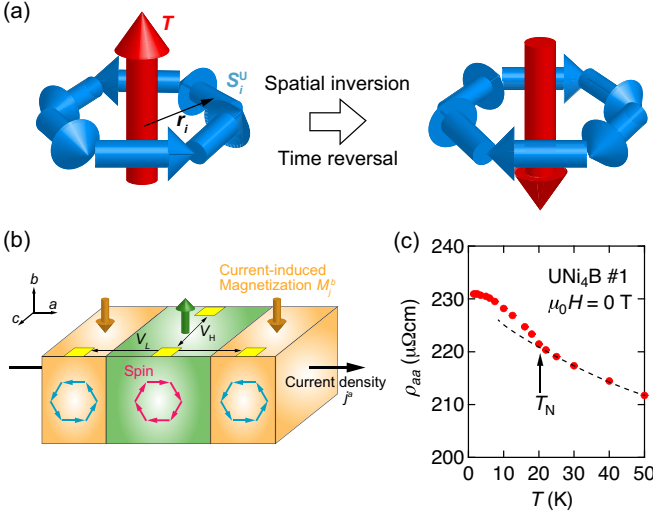 (a)
T
S_i^U
r_i
Spatial inversion
Time reversal
(b)
b
a
c
Current-induced
Magnetization M_j^b
V_L
V_H
Spin
Current density
j^a
(c)
240
230
220
210
200
ρ_aa (μΩcm)
UNi₄B #1
μ₀H = 0 T
T_N
0 10 20 30 40 50
T (K)